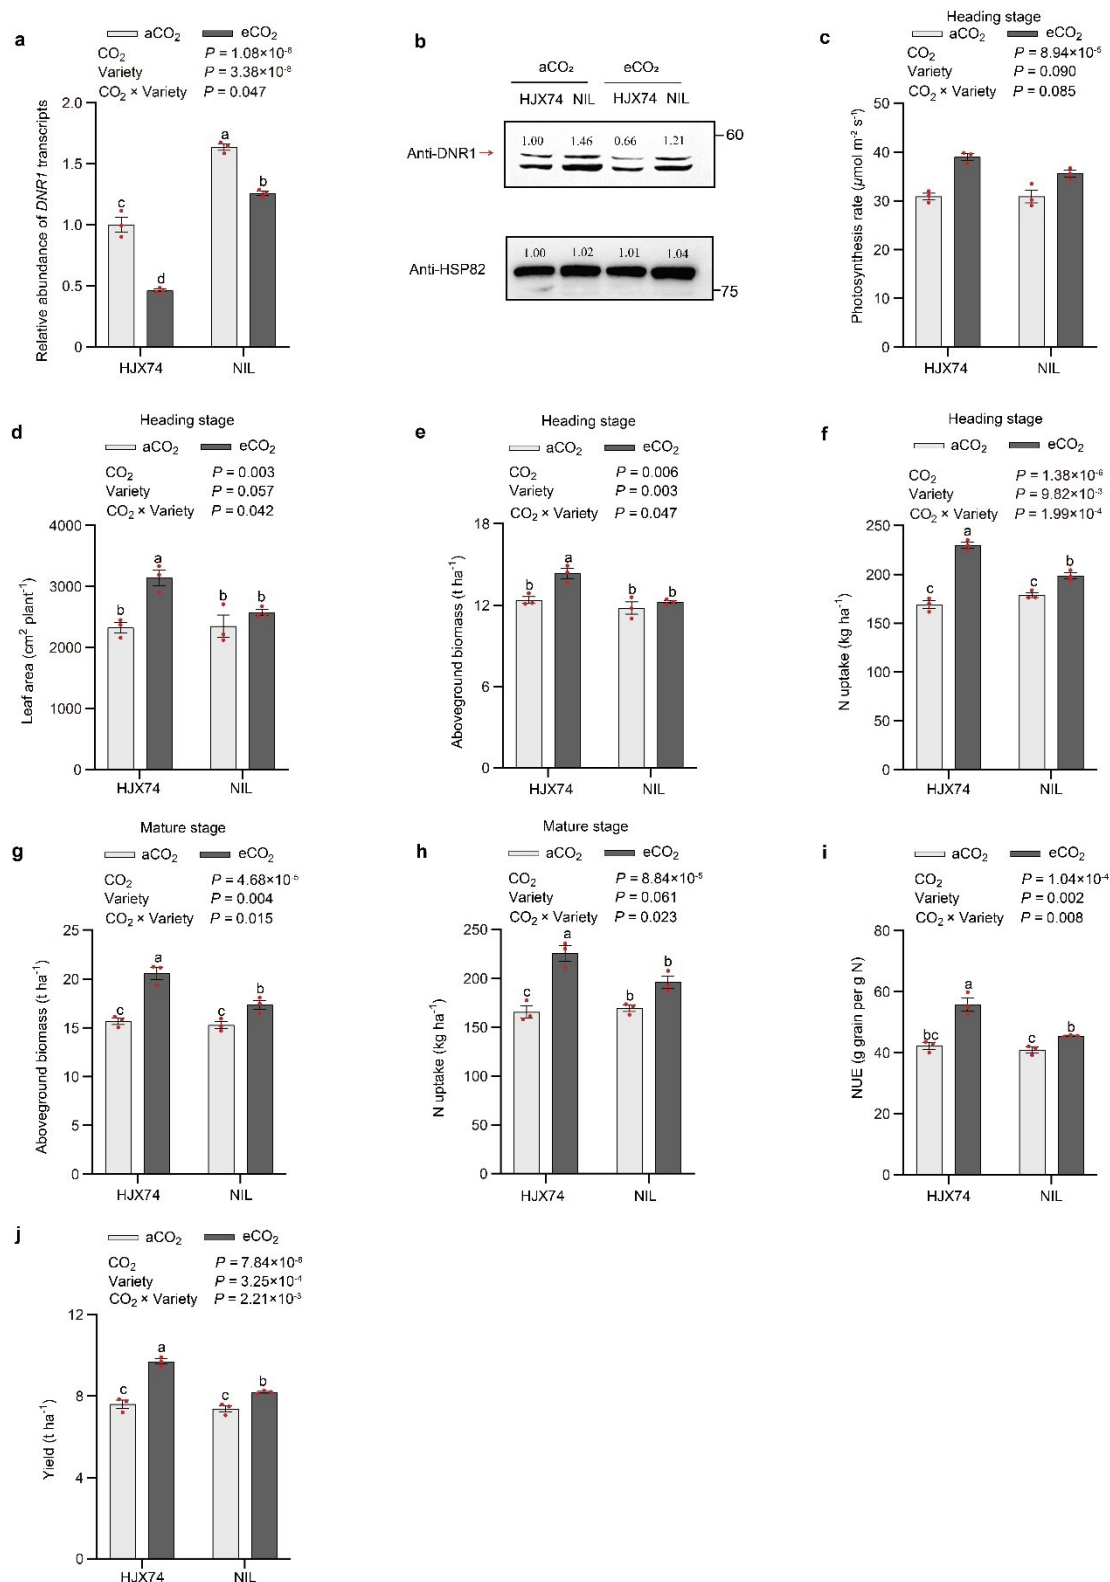 a
aCO₂ eCO₂
CO₂ P = 1.08×10⁻⁶
Variety P = 3.38×10⁻⁸
CO₂ × Variety P = 0.047
Relative abundance of DNR1 transcripts
2.0
1.5
1.0
0.5
0
c
d
a
b
HJX74 NIL
b
aCO₂ eCO₂
HJX74 NIL HJX74 NIL
1.00 1.46 0.66 1.21
60
Anti-DNR1
1.00 1.02 1.01 1.04
Anti-HSP82
75
c
Heading stage
aCO₂ eCO₂
CO₂ P = 8.94×10⁻⁵
Variety P = 0.090
CO₂ × Variety P = 0.085
Photosynthesis rate (µmol m⁻² s⁻¹)
50
40
30
20
10
0
HJX74 NIL
d
Heading stage
aCO₂ eCO₂
CO₂ P = 0.003
Variety P = 0.057
CO₂ × Variety P = 0.042
Leaf area (cm² plant⁻¹)
4000
3000
2000
1000
0
b
a
b
b
HJX74 NIL
e
Heading stage
aCO₂ eCO₂
CO₂ P = 0.006
Variety P = 0.003
CO₂ × Variety P = 0.047
Aboveground biomass (t ha⁻¹)
18
12
6
0
b
a
b
b
HJX74 NIL
f
Heading stage
aCO₂ eCO₂
CO₂ P = 1.38×10⁻⁶
Variety P = 9.82×10⁻³
CO₂ × Variety P = 1.99×10⁻⁴
N uptake (kg ha⁻¹)
250
200
150
100
50
0
c
a
c
b
HJX74 NIL
g
Mature stage
aCO₂ eCO₂
CO₂ P = 4.68×10⁻⁵
Variety P = 0.004
CO₂ × Variety P = 0.015
Aboveground biomass (t ha⁻¹)
25
20
15
10
5
0
c
a
c
b
HJX74 NIL
h
Mature stage
aCO₂ eCO₂
CO₂ P = 8.84×10⁻⁵
Variety P = 0.061
CO₂ × Variety P = 0.023
N uptake (kg ha⁻¹)
250
200
150
100
50
0
c
a
b
b
HJX74 NIL
i
aCO₂ eCO₂
CO₂ P = 1.04×10⁻⁴
Variety P = 0.002
CO₂ × Variety P = 0.008
NUE (g grain per g N)
80
60
40
20
0
bc
a
c
b
HJX74 NIL
j
aCO₂ eCO₂
CO₂ P = 7.84×10⁻⁶
Variety P = 3.25×10⁻⁴
CO₂ × Variety P = 2.21×10⁻³
Yield (t ha⁻¹)
12
8
4
0
c
a
c
b
HJX74 NIL